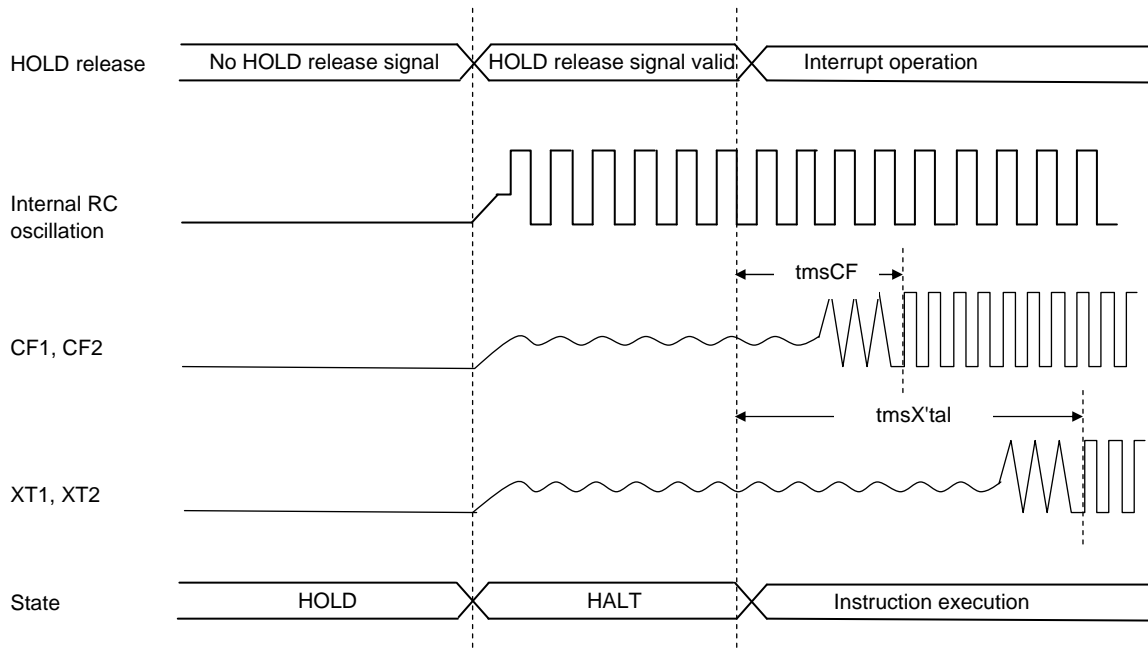 HOLD release
No HOLD release signal
HOLD release signal valid
Interrupt operation
Internal RC
oscillation
tmsCF
CF1, CF2
tmsX'tal
XT1, XT2
State
HOLD
HALT
Instruction execution